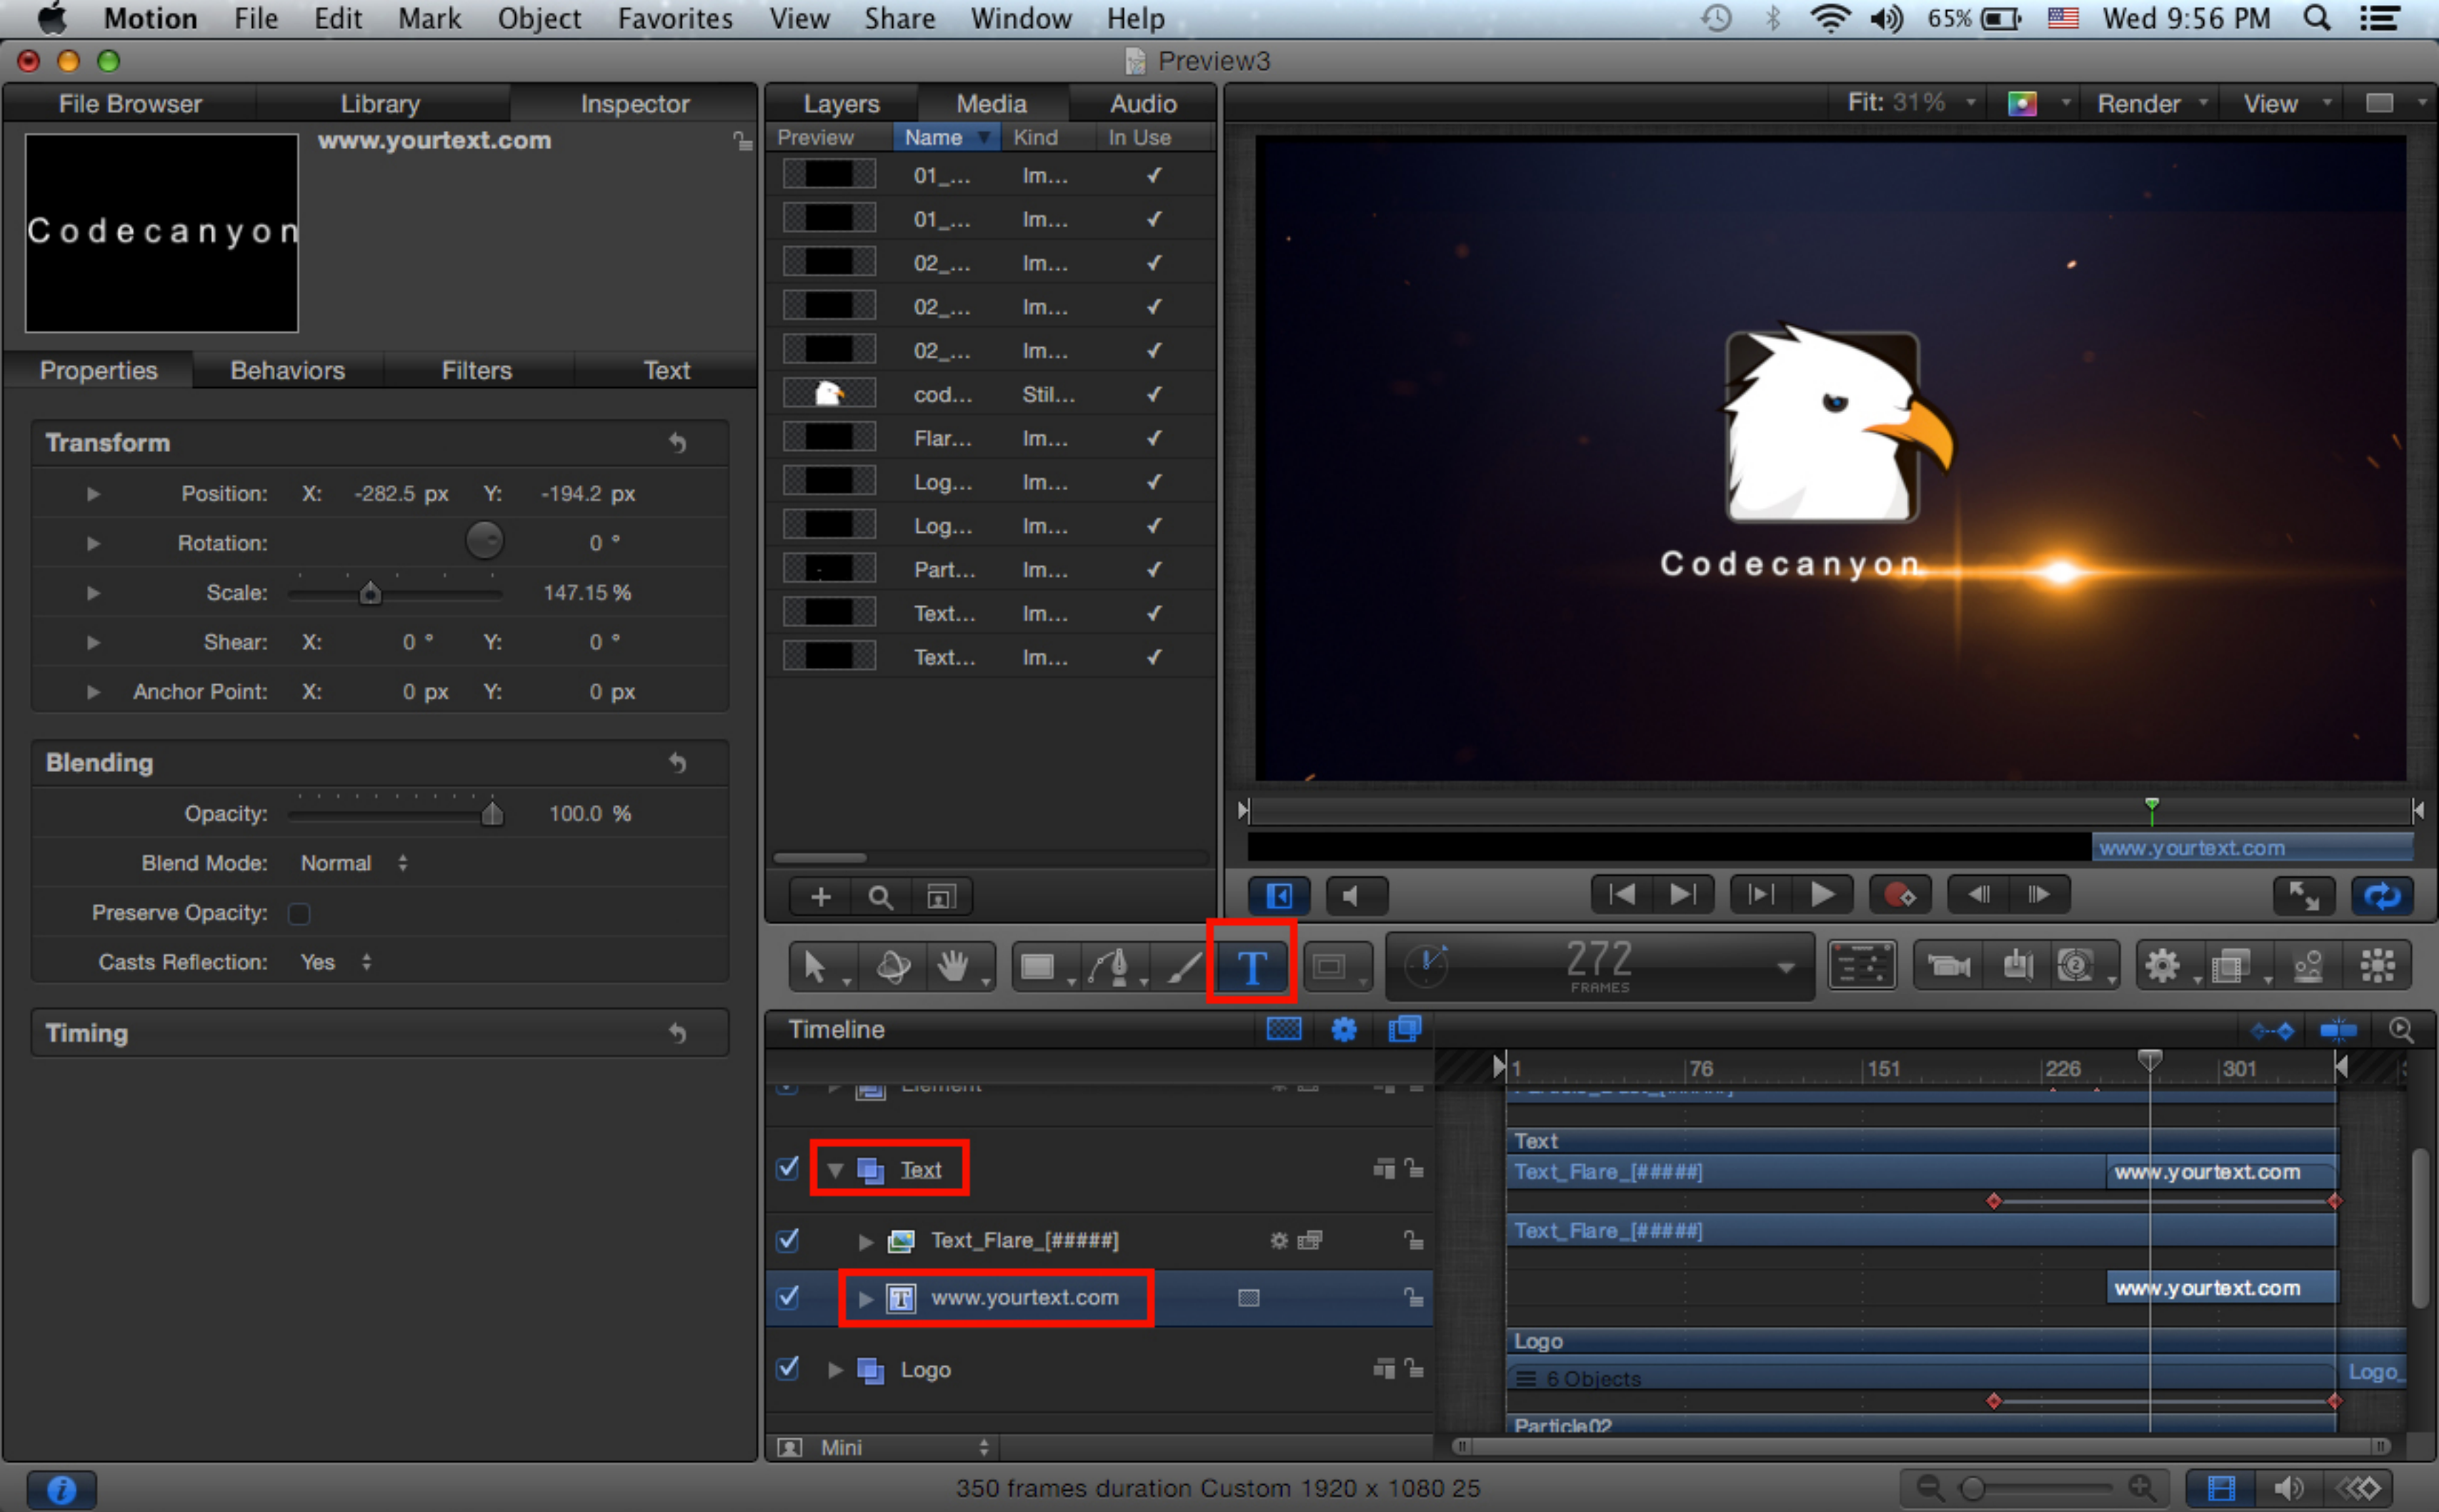 Motion File Edit Mark Object Favorites View Share Window Help 65% Wed 9:56 PM
Preview3
File Browser Library Inspector
www.yourtext.com
Codecanyon
Properties Behaviors Filters Text
Transform
Position: X: -282.5 px Y: -194.2 px
Rotation: 0 °
Scale: 147.15 %
Shear: X: 0 ° Y: 0 °
Anchor Point: X: 0 px Y: 0 px
Blending
Opacity: 100.0 %
Blend Mode: Normal
Preserve Opacity:
Casts Reflection: Yes
Timing
Layers Media Audio
Preview Name Kind In Use
01_... Im...
01_... Im...
02_... Im...
02_... Im...
02_... Im...
cod... Stil...
Flar... Im...
Log... Im...
Log... Im...
Part... Im...
Text... Im...
Text... Im...
Fit: 31% Render View
Codecanyon
www.yourtext.com
T 272
FRAMES
Timeline
1 76 151 226 301
Element
Text
Text_Flare_[#####]
www.yourtext.com
Logo
Mini
Text
Text_Flare_[#####] www.yourtext.com
Text_Flare_[#####]
www.yourtext.com
Logo
6 Objects Logo_
Particle02
350 frames duration Custom 1920 x 1080 25